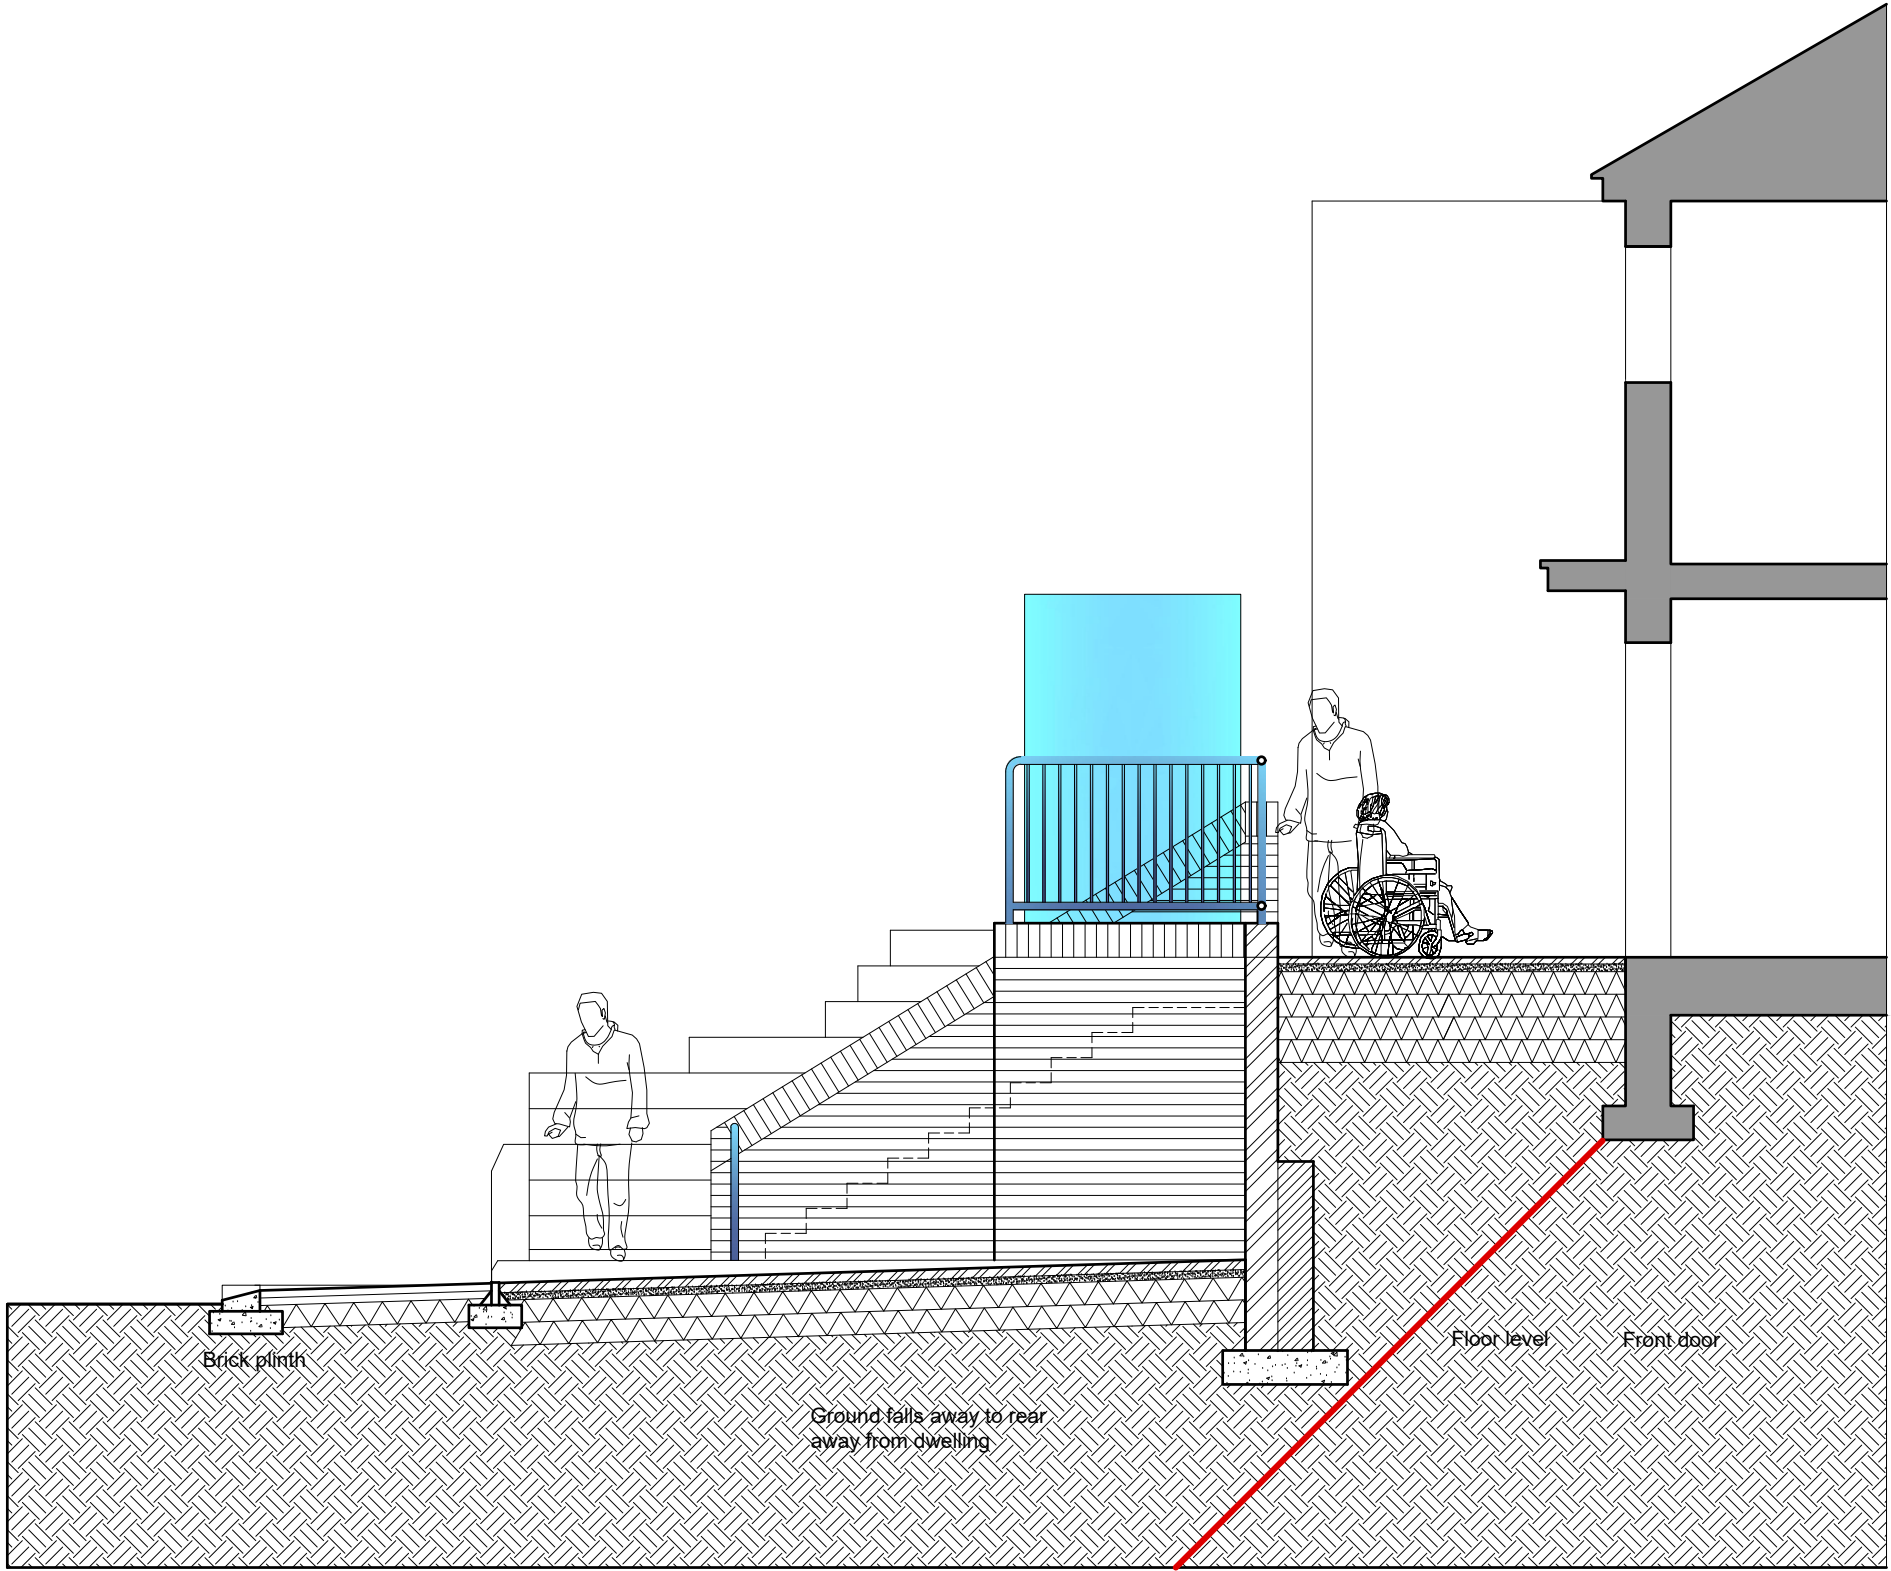 Floor level
Front door
Brick plinth
Ground falls away to rear
away from dwelling